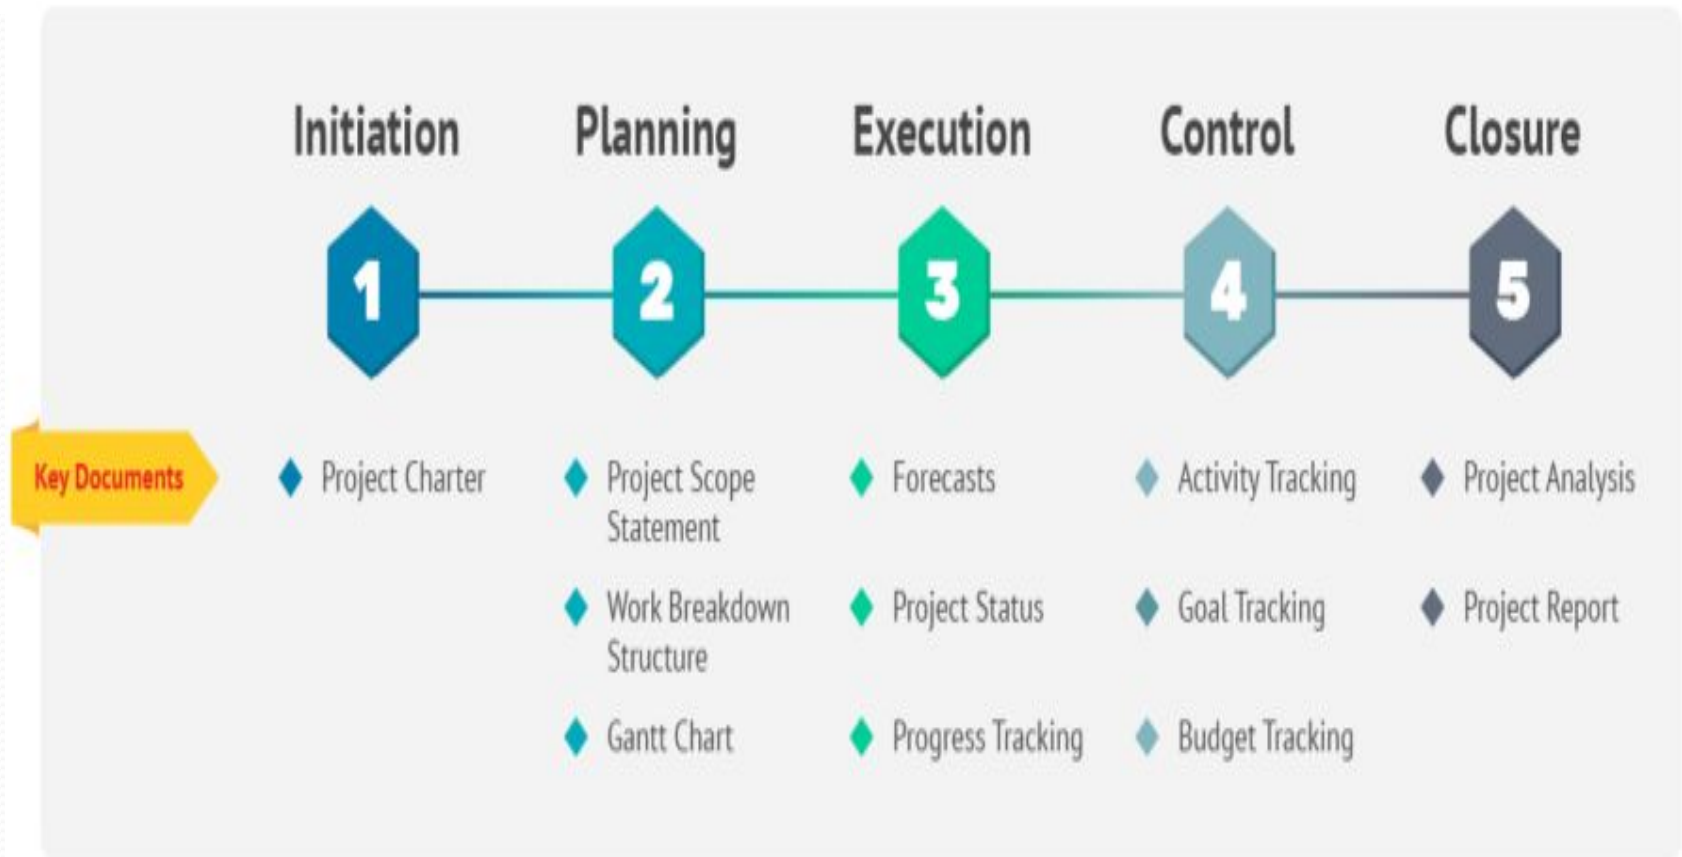 Initiation
Planning
Execution
Control
Closure
1
2
3
4
5
Key Documents
Project Charter
Project Scope
Statement
Work Breakdown
Structure
Gantt Chart
Forecasts
Project Status
Progress Tracking
Activity Tracking
Goal Tracking
Budget Tracking
Project Analysis
Project Report